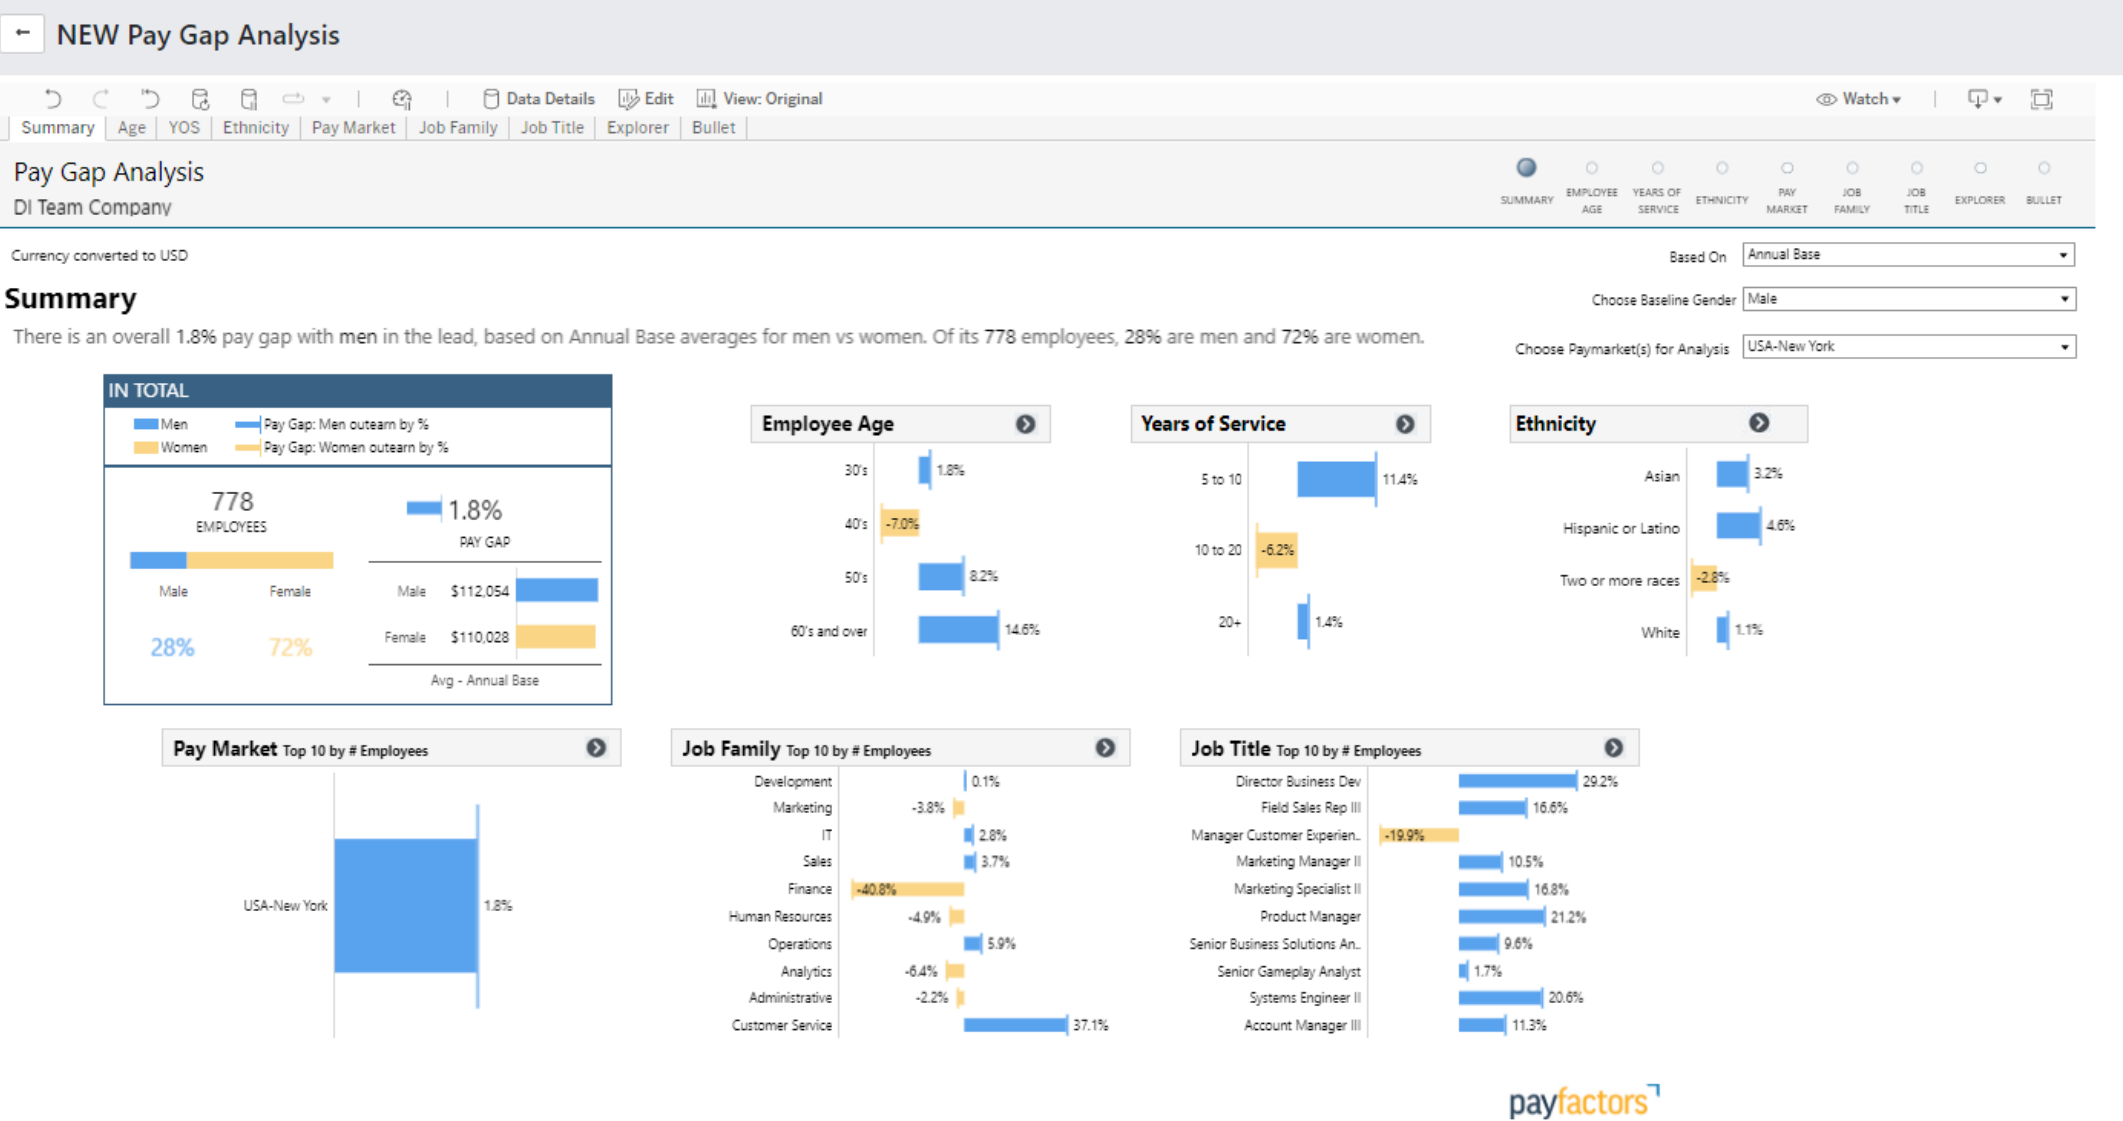 NEW Pay Gap Analysis
Data Details Edit View: Original Watch
Summary Age YOS Ethnicity Pay Market Job Family Job Title Explorer Bullet
Pay Gap Analysis
DI Team Company
SUMMARY
EMPLOYEE
AGE
YEARS OF
SERVICE
ETHNICITY
PAY
MARKET
JOB
FAMILY
JOB
TITLE
EXPLORER
BULLET
Currency converted to USD
Based On Annual Base
Choose Baseline Gender Male
Choose Paymarket(s) for Analysis USA-New York
Summary
There is an overall 1.8% pay gap with men in the lead, based on Annual Base averages for men vs women. Of its 778 employees, 28% are men and 72% are women.
IN TOTAL
Men Pay Gap: Men outearn by %
Women Pay Gap: Women outearn by %
778
EMPLOYEES
Male Female
28% 72%
1.8%
PAY GAP
Male $112,054
Female $110,028
Avg - Annual Base
Employee Age
30's 1.8%
40's -7.0%
50's 8.2%
60's and over 14.6%
Years of Service
5 to 10 11.4%
10 to 20 -6.2%
20+ 1.4%
Ethnicity
Asian 3.2%
Hispanic or Latino 4.6%
Two or more races -2.8%
White 1.1%
Pay Market Top 10 by # Employees
USA-New York 1.8%
Job Family Top 10 by # Employees
Development 0.1%
Marketing -3.8%
IT 2.8%
Sales 3.7%
Finance -40.8%
Human Resources -4.9%
Operations 5.9%
Analytics -6.4%
Administrative -2.2%
Customer Service 37.1%
Job Title Top 10 by # Employees
Director Business Dev 29.2%
Field Sales Rep III 16.6%
Manager Customer Experien.. -19.9%
Marketing Manager II 10.5%
Marketing Specialist II 16.8%
Product Manager 21.2%
Senior Business Solutions An.. 9.6%
Senior Gameplay Analyst 1.7%
Systems Engineer II 20.6%
Account Manager III 11.3%
payfactors